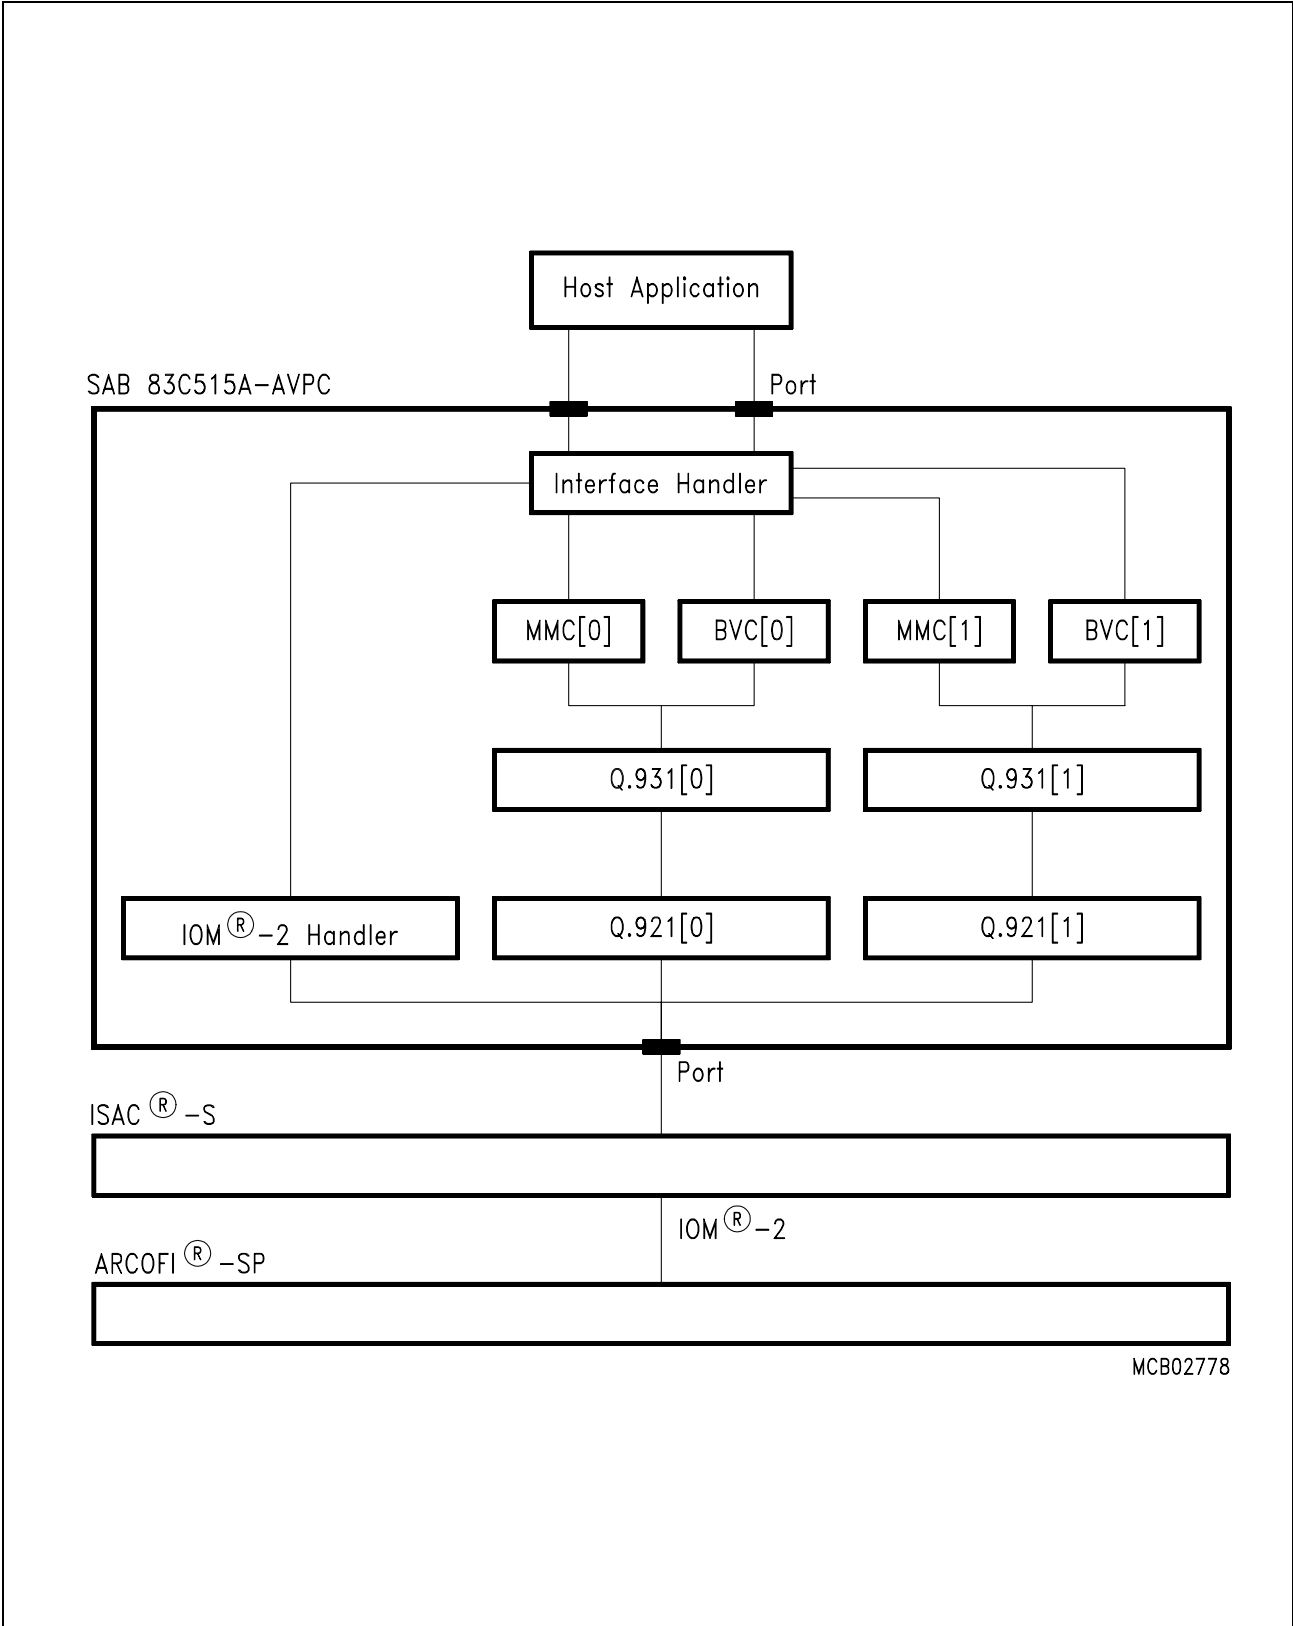 Host Application
SAB 83C515A-AVPC
Port
Interface Handler
MMC[0]
BVC[0]
MMC[1]
BVC[1]
Q.931[0]
Q.931[1]
IOM®-2 Handler
Q.921[0]
Q.921[1]
Port
ISAC®-S
IOM®-2
ARCOFI®-SP
MCB02778